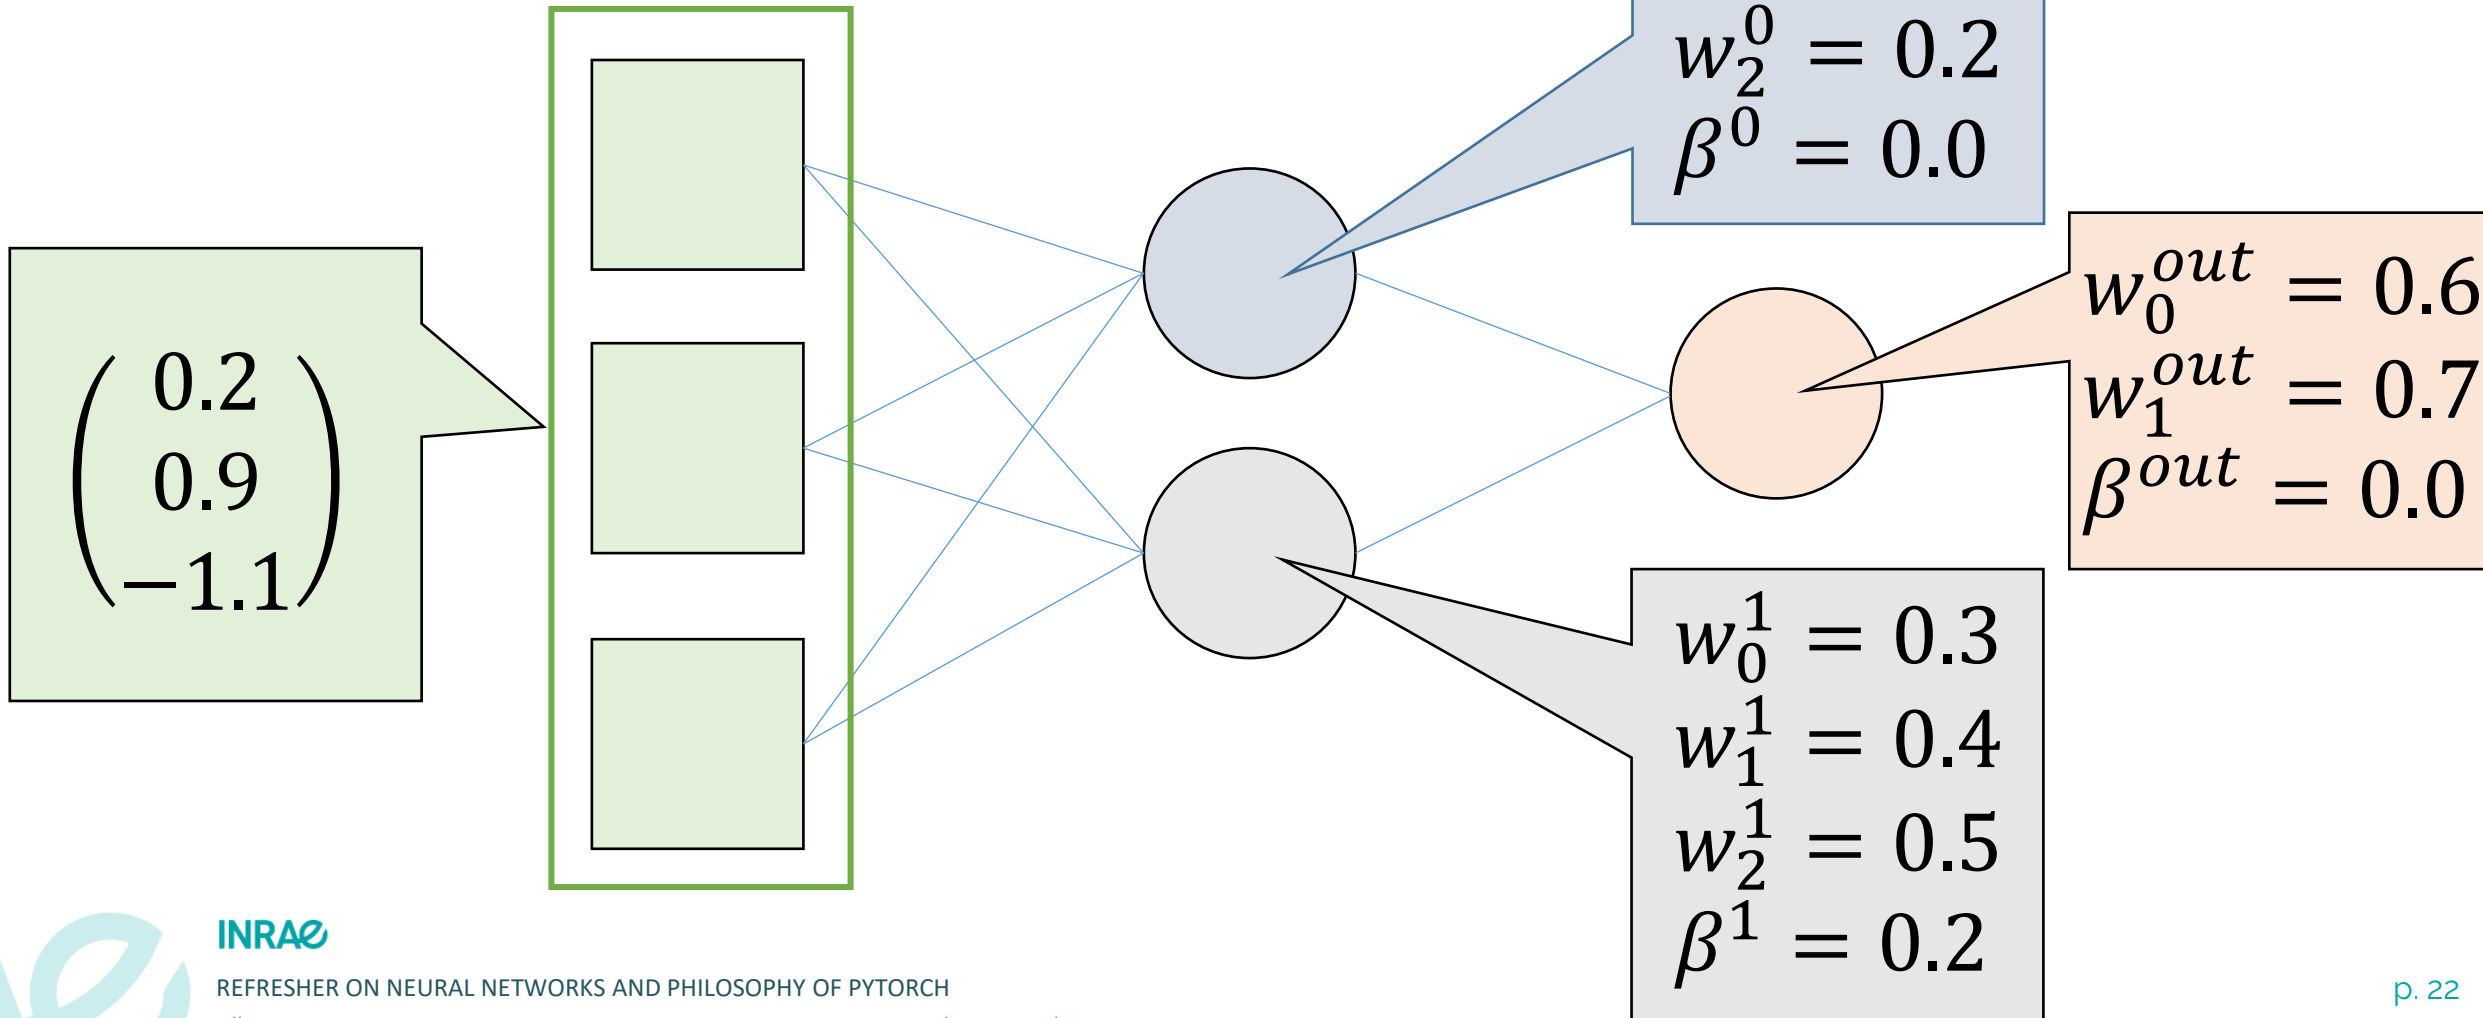 w_2^0 = 0.2
β^0 = 0.0
w_0^{out} = 0.6
w_1^{out} = 0.7
β^{out} = 0.0
0.2
0.9
−1.1
w_0^1 = 0.3
w_1^1 = 0.4
w_2^1 = 0.5
β^1 = 0.2
INRAE
REFRESHER ON NEURAL NETWORKS AND PHILOSOPHY OF PYTORCH
p. 22